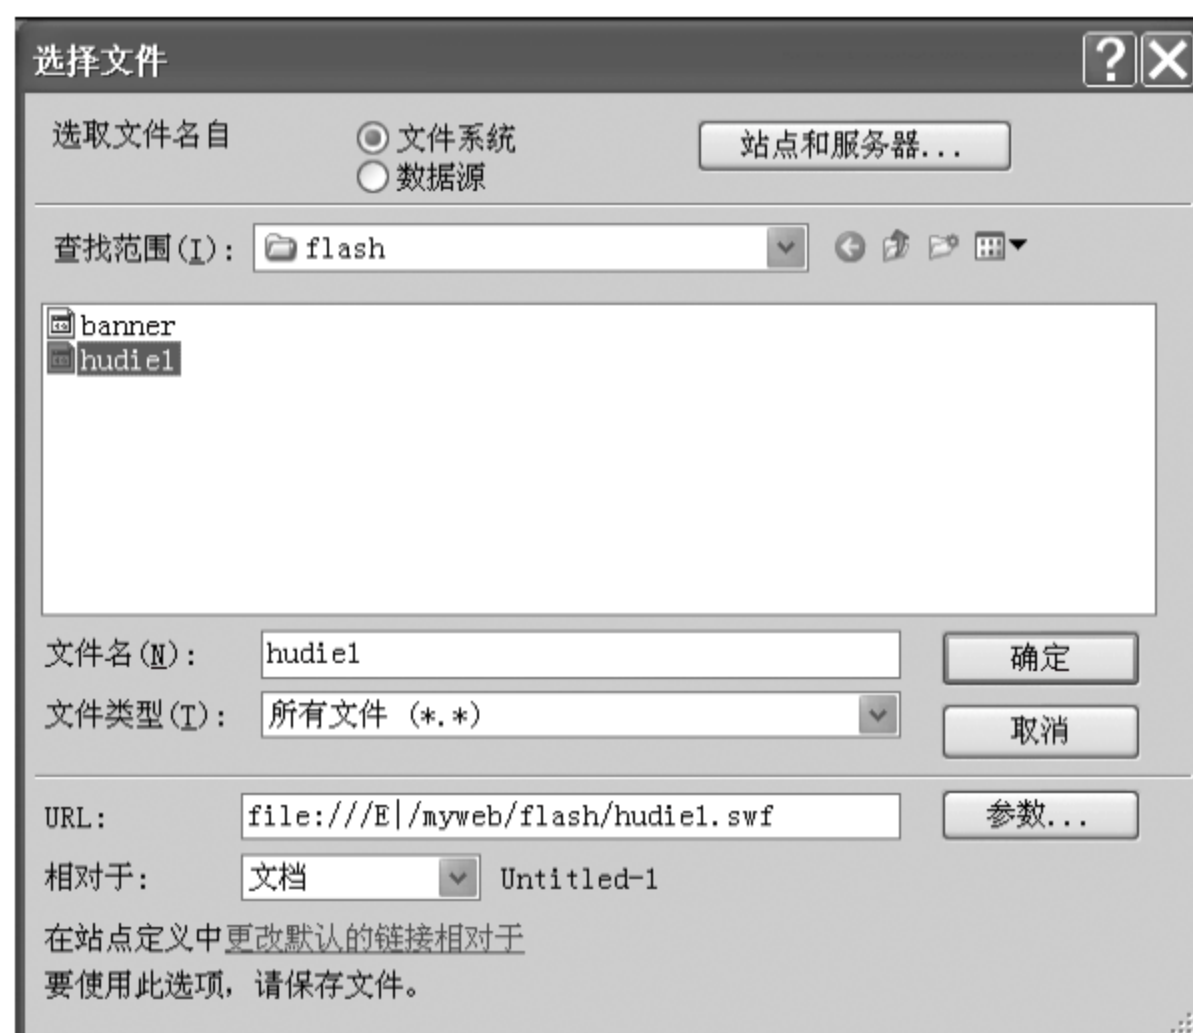 选择文件
选取文件名自
文件系统
站点和服务器...
数据源
查找范围(I):
flash
banner
hudie1
文件名(N):
hudie1
确定
文件类型(T):
所有文件 (*.*)
取消
URL:
file:///E|/myweb/flash/hudie1.swf
参数...
相对于:
文档
Untitled-1
在站点定义中更改默认的链接相对于
要使用此选项，请保存文件。